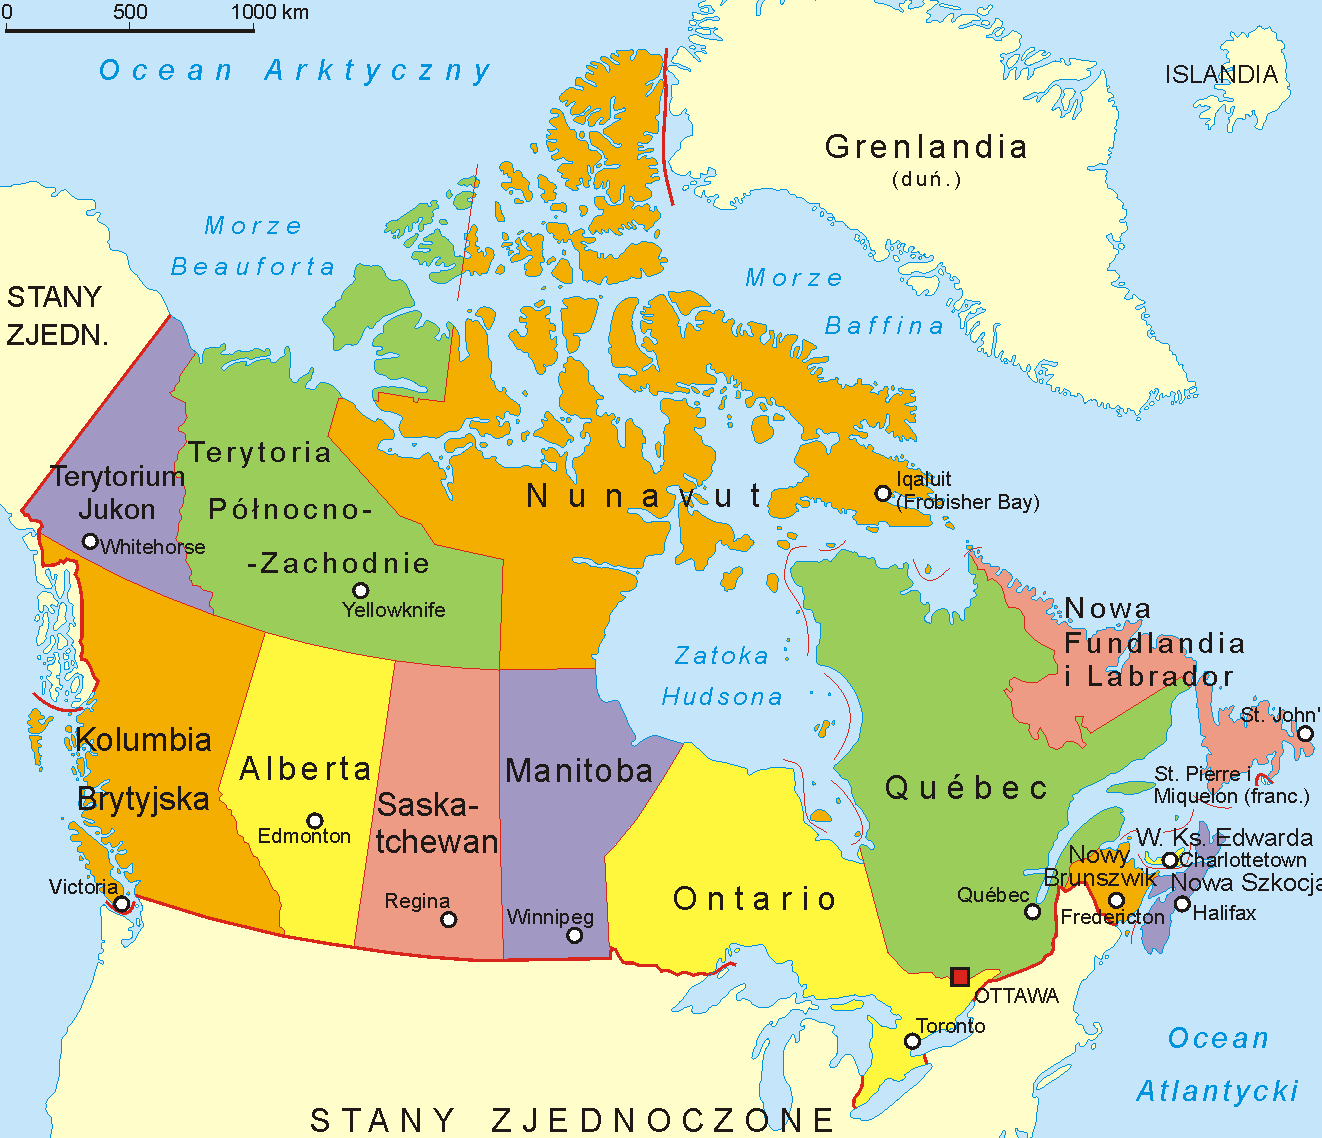 0 500 1000 km
Ocean Arktyczny
ISLANDIA
Grenlandia
(duń.)
Morze
Beauforta
Morze
Baffina
STANY
ZJEDN.
Terytorium
Jukon
Whitehorse
Terytoria
Północno-
-Zachodnie
Yellowknife
Nunavut
Iqaluit
(Frobisher Bay)
Zatoka
Hudsona
Nowa
Fundlandia
i Labrador
St. John'
St. Pierre i
Miquelon (franc.)
Kolumbia
Brytyjska
Victoria
Alberta
Edmonton
Saska-
tchewan
Regina
Manitoba
Winnipeg
Ontario
Toronto
OTTAWA
Québec
Québec
W. Ks. Edwarda
Charlottetown
Nowy
Brunszwik
Fredericton
Nowa Szkocja
Halifax
Ocean
Atlantycki
STANY ZJEDNOCZONE